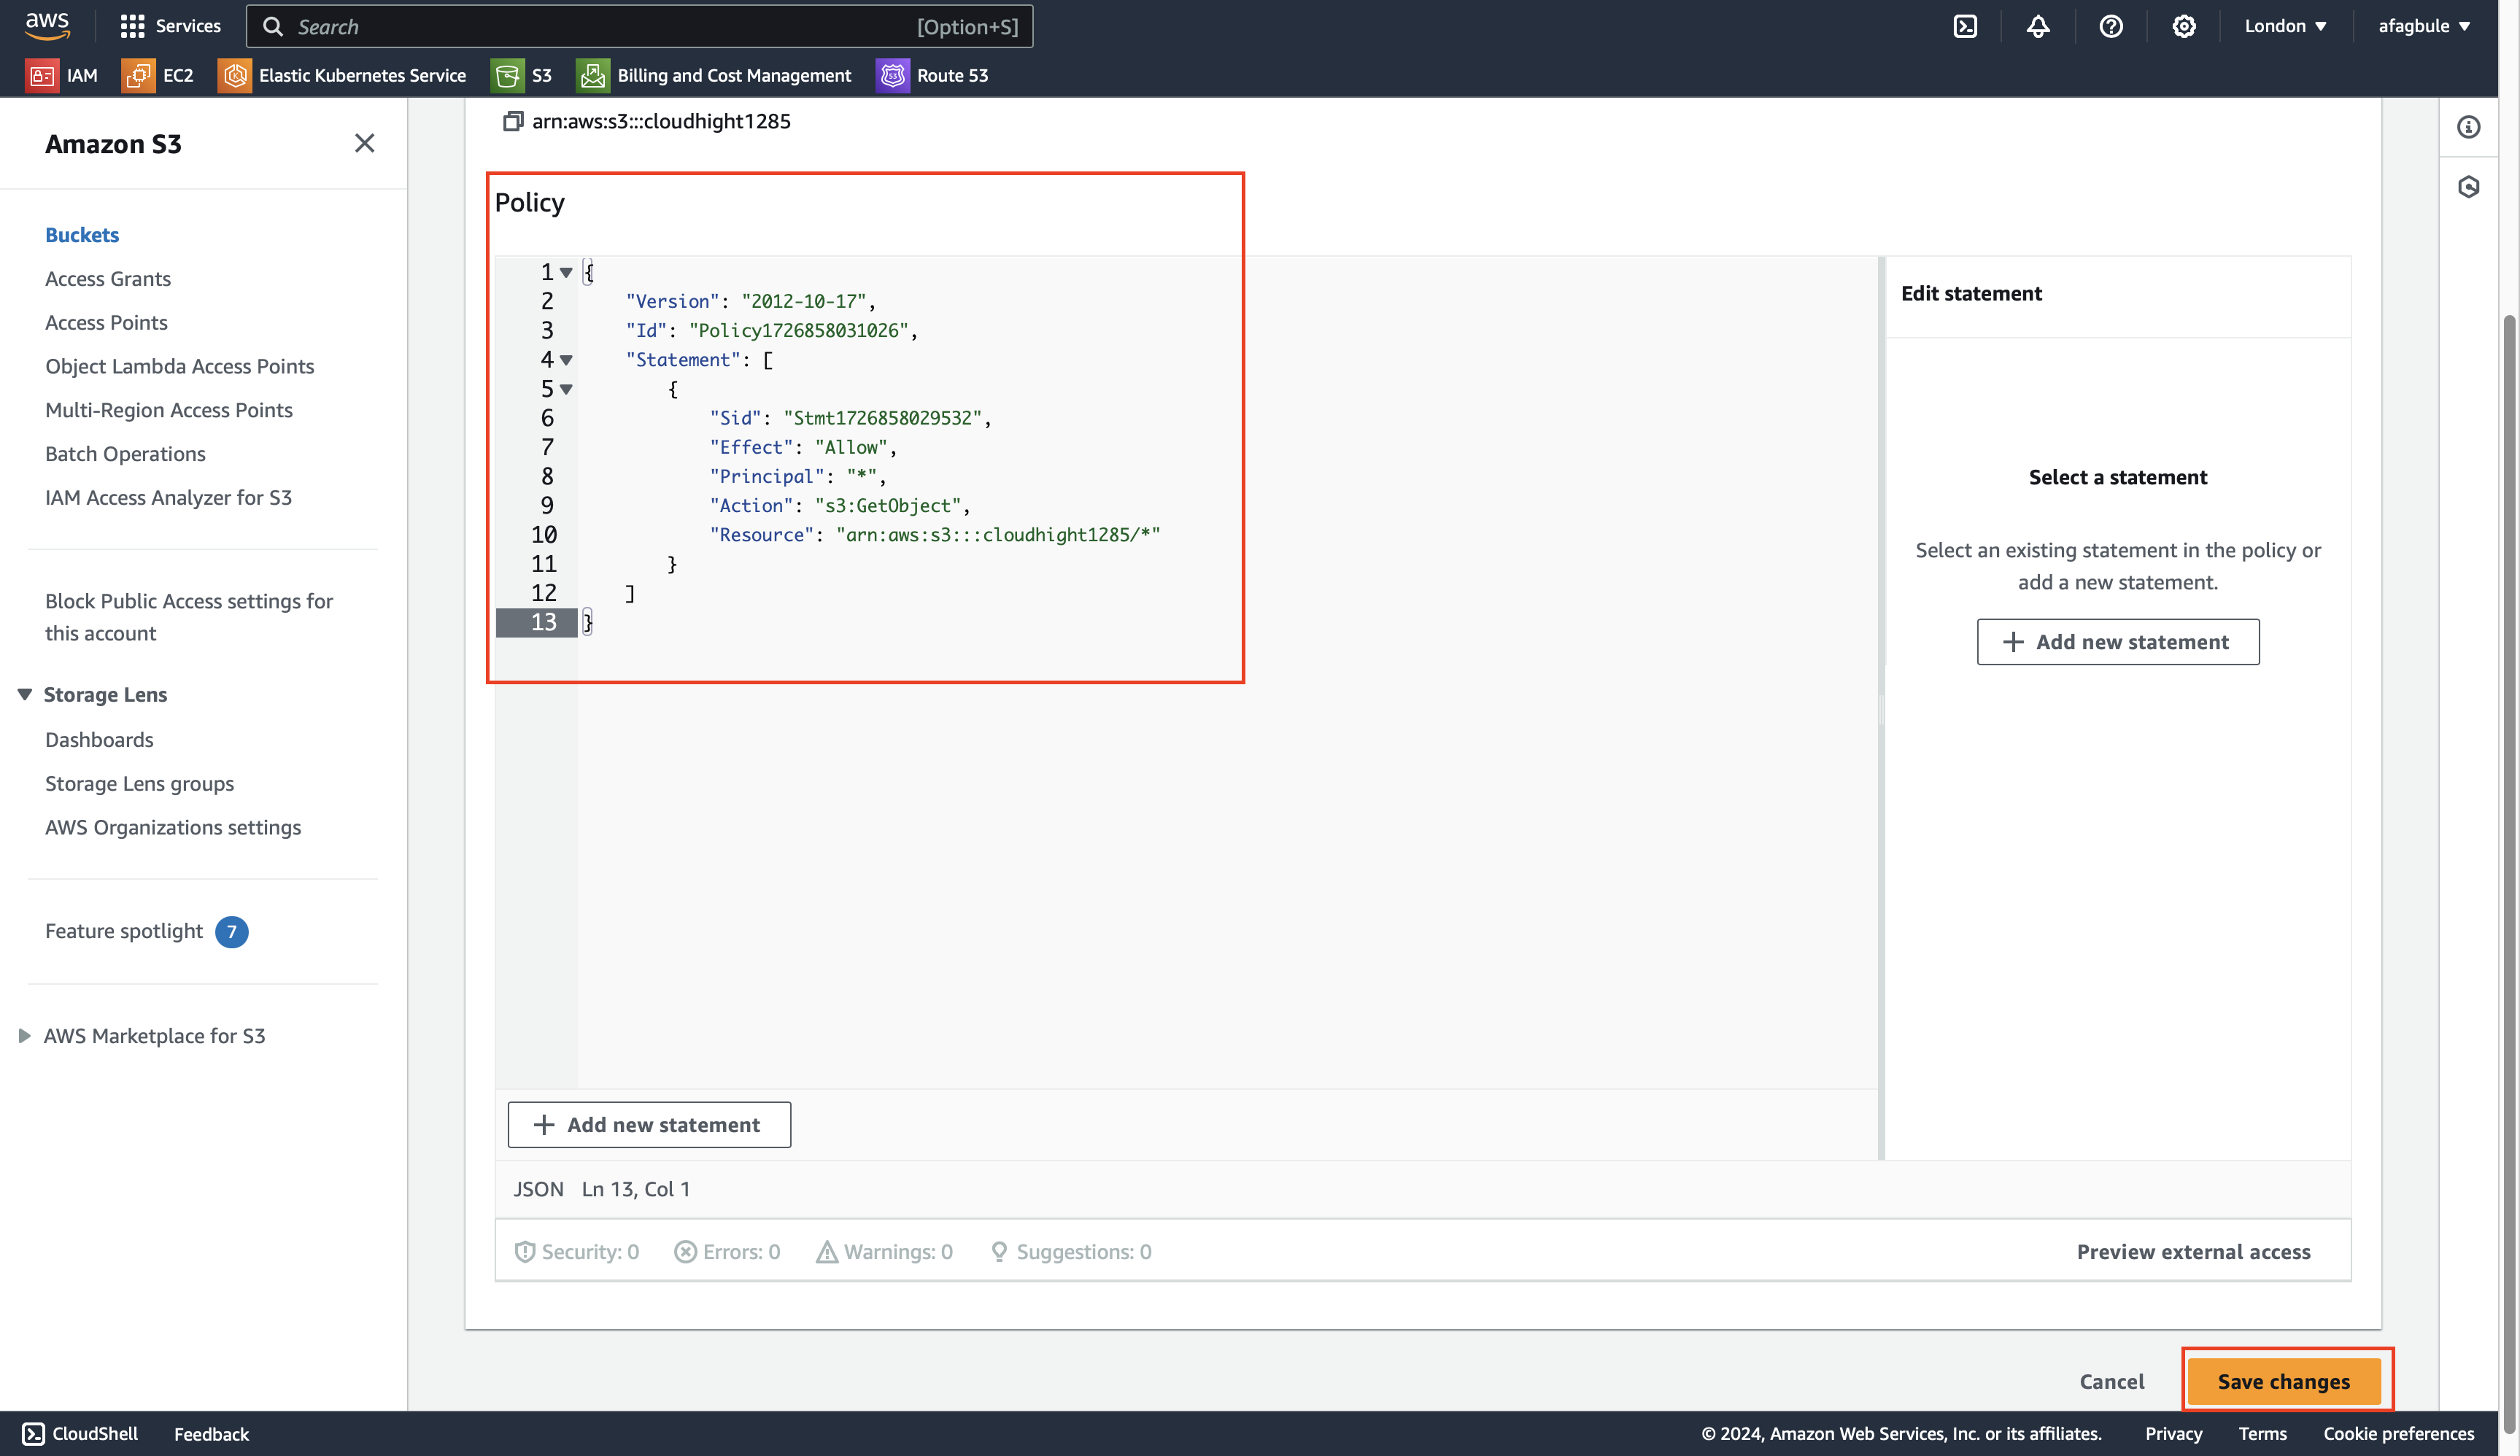 aws
Services
Search
[Option+S]
London
afagbule
IAM
EC2
Elastic Kubernetes Service
S3
Billing and Cost Management
Route 53
Amazon S3
Buckets
Access Grants
Access Points
Object Lambda Access Points
Multi-Region Access Points
Batch Operations
IAM Access Analyzer for S3
Block Public Access settings for
this account
Storage Lens
Dashboards
Storage Lens groups
AWS Organizations settings
Feature spotlight 7
AWS Marketplace for S3
arn:aws:s3:::cloudhight1285
Policy
1 {
2 "Version": "2012-10-17",
3 "Id": "Policy1726858031026",
4 "Statement": [
5 {
6 "Sid": "Stmt1726858029532",
7 "Effect": "Allow",
8 "Principal": "*",
9 "Action": "s3:GetObject",
10 "Resource": "arn:aws:s3:::cloudhight1285/*"
11 }
12 ]
13 }
+ Add new statement
JSON Ln 13, Col 1
Security: 0 Errors: 0 Warnings: 0 Suggestions: 0
Preview external access
Edit statement
Select a statement
Select an existing statement in the policy or
add a new statement.
+ Add new statement
Cancel
Save changes
CloudShell
Feedback
© 2024, Amazon Web Services, Inc. or its affiliates.
Privacy
Terms
Cookie preferences